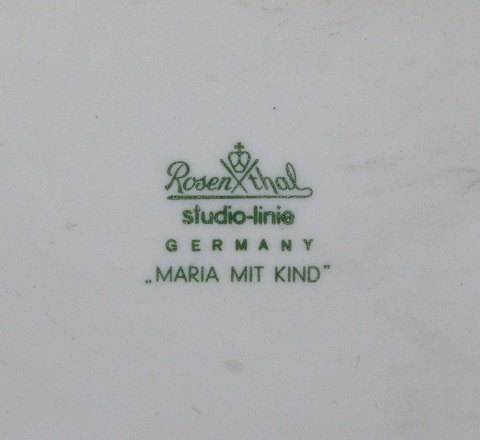 Rosenthal
studio-linie
GERMANY
„MARIA MIT KIND"